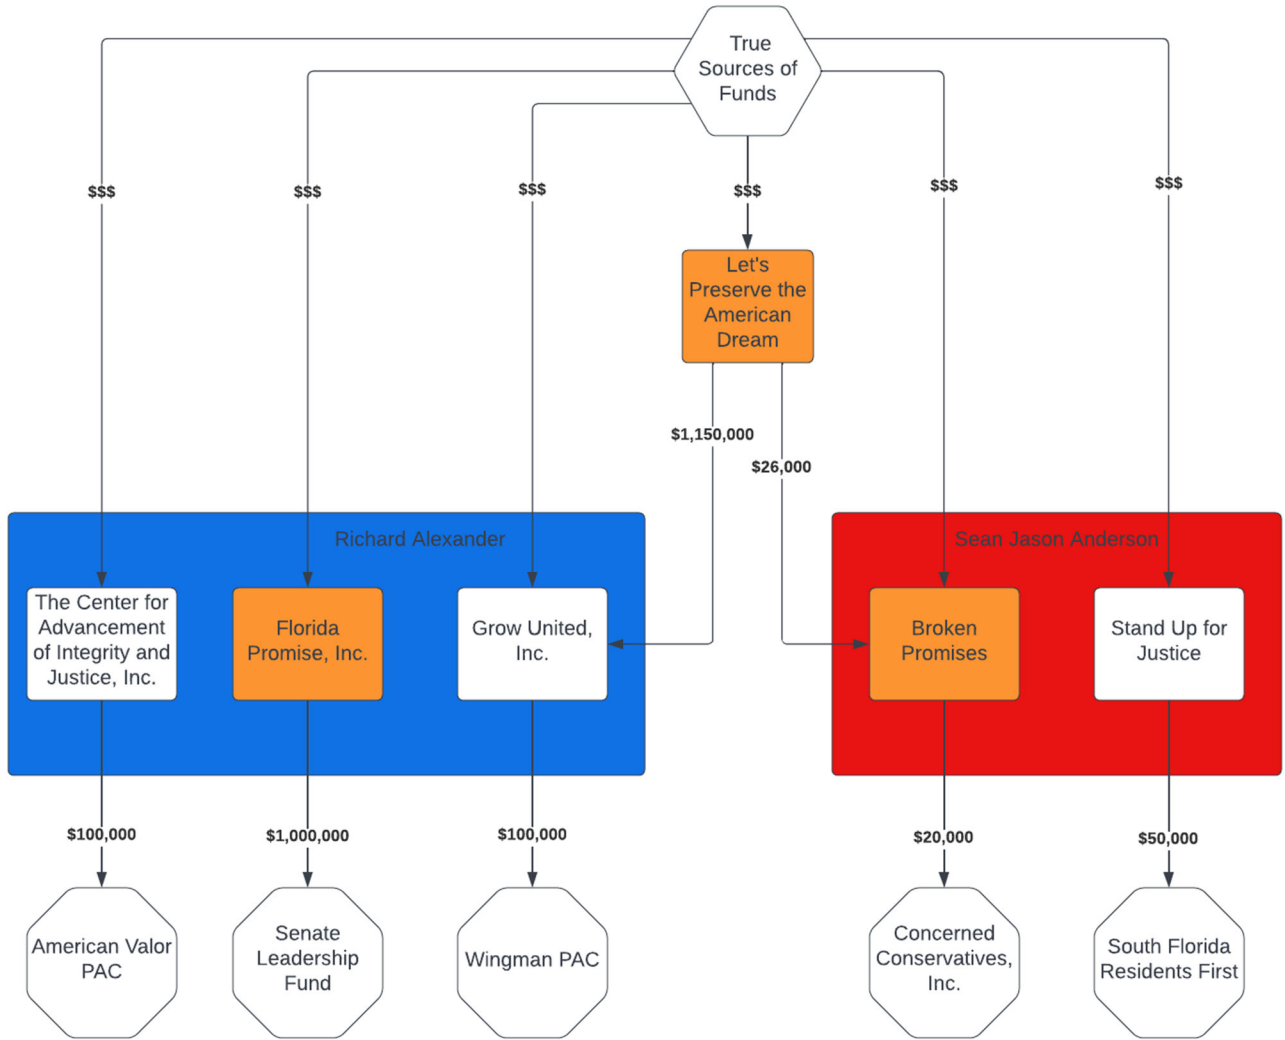 True
Sources of
Funds
$$$
$$$
$$$
$$$
$$$
$$$
Let's
Preserve the
American
Dream
$1,150,000
$26,000
Richard Alexander
Sean Jason Anderson
The Center for
Advancement
of Integrity and
Justice, Inc.
Florida
Promise, Inc.
Grow United,
Inc.
Broken
Promises
Stand Up for
Justice
$100,000
$1,000,000
$100,000
$20,000
$50,000
American Valor
PAC
Senate
Leadership
Fund
Wingman PAC
Concerned
Conservatives,
Inc.
South Florida
Residents First